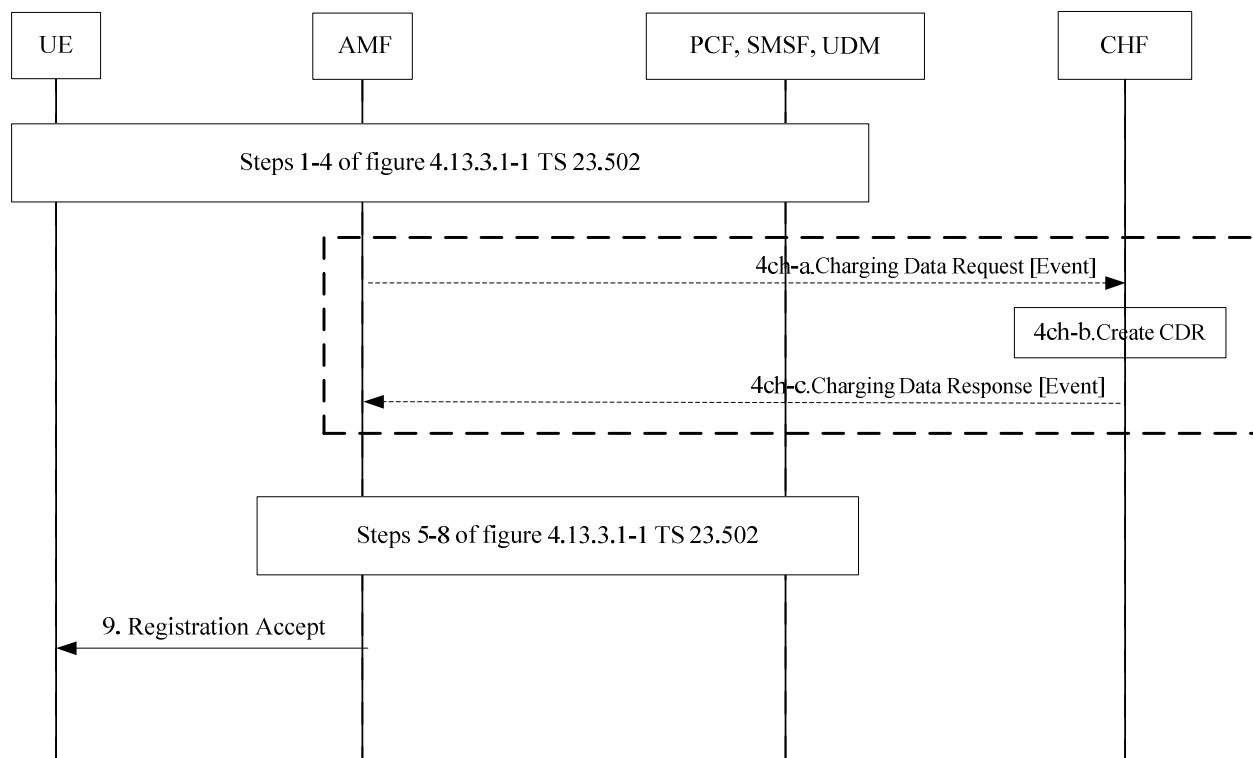 UE
AMF
PCF, SMSF, UDM
CHF
Steps 1-4 of figure 4.13.3.1-1 TS 23.502
4ch-a.Charging Data Request [Event]
4ch-b.Create CDR
4ch-c.Charging Data Response [Event]
Steps 5-8 of figure 4.13.3.1-1 TS 23.502
9. Registration Accept